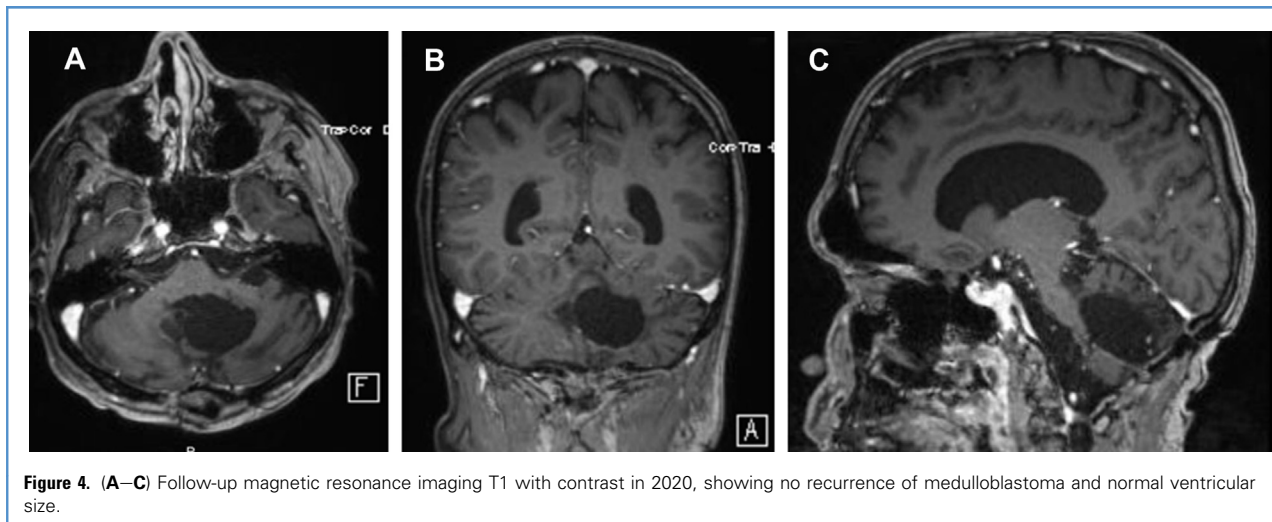 A
B
C
Tra>Cor
Cor>Tra
F
A
Figure 4. (A–C) Follow-up magnetic resonance imaging T1 with contrast in 2020, showing no recurrence of medulloblastoma and normal ventricular
size.